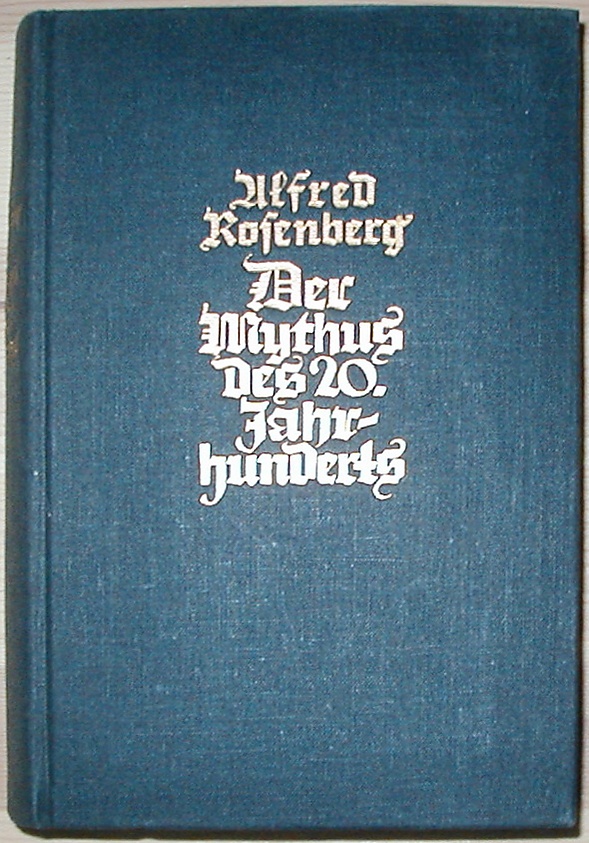 Alfred
Roſenberg
Der
Mythus
des 20.
Jahr-
hunderts